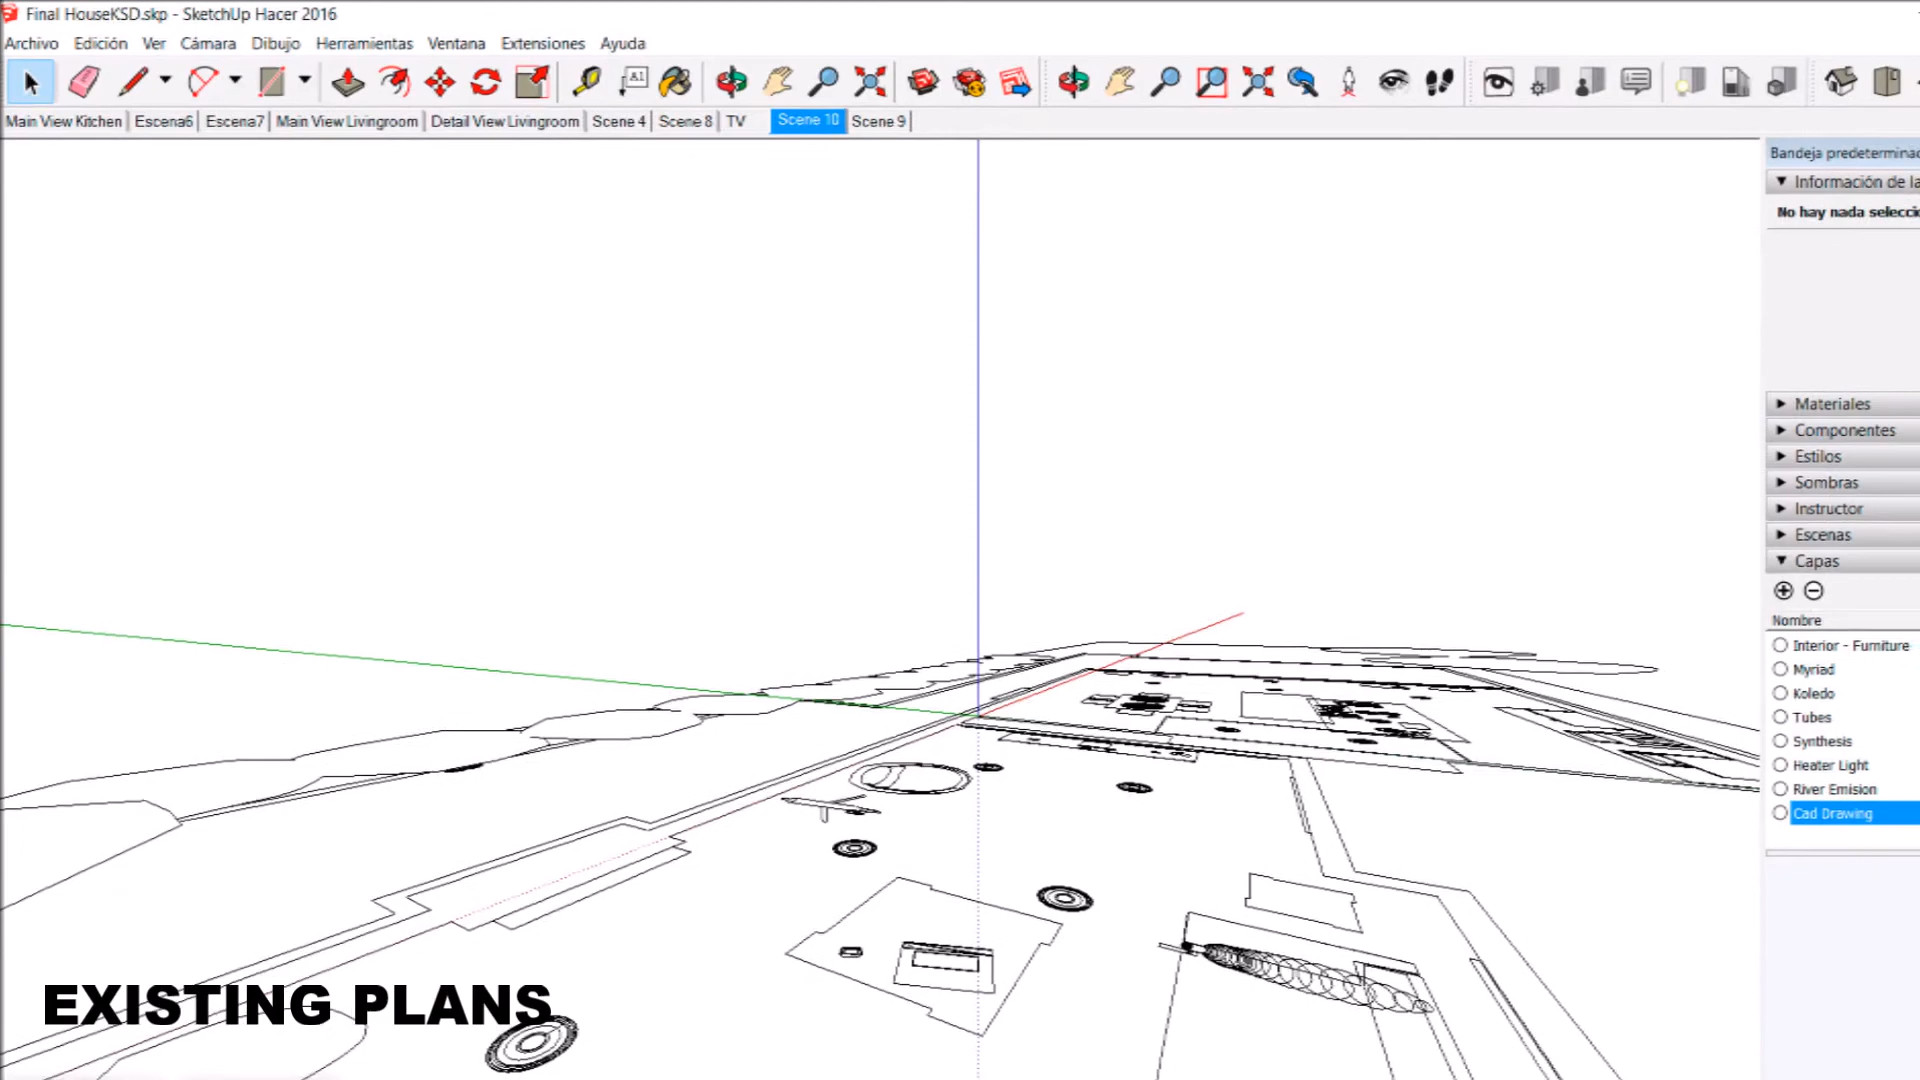 Final HouseKSD.skp - SketchUp Hacer 2016
Archivo Edición Ver Cámara Dibujo Herramientas Ventana Extensiones Ayuda
A1
Main View Kitchen Escena6 Escena7 Main View Livingroom Detail View Livingroom Scene 4 Scene 8 TV Scene 10 Scene 9
Bandeja predeterminac
Información de la
No hay nada selecci
Materiales
Componentes
Estilos
Sombras
Instructor
Escenas
Capas
Nombre
Interior - Furniture
Myriad
Koledo
Tubes
Synthesis
Heater Light
River Emision
Cad Drawing
EXISTING PLANS